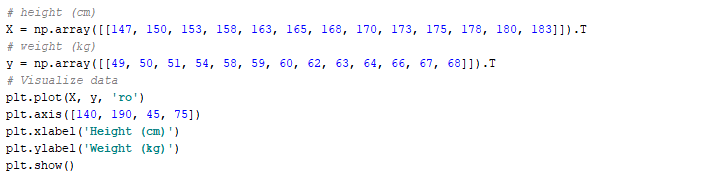 # height (cm)
X = np.array([[147, 150, 153, 158, 163, 165, 168, 170, 173, 175, 178, 180, 183]]).T
# weight (kg)
y = np.array([[49, 50, 51, 54, 58, 59, 60, 62, 63, 64, 66, 67, 68]]).T
# Visualize data
plt.plot(X, y, 'ro')
plt.axis([140, 190, 45, 75])
plt.xlabel('Height (cm)')
plt.ylabel('Weight (kg)')
plt.show()